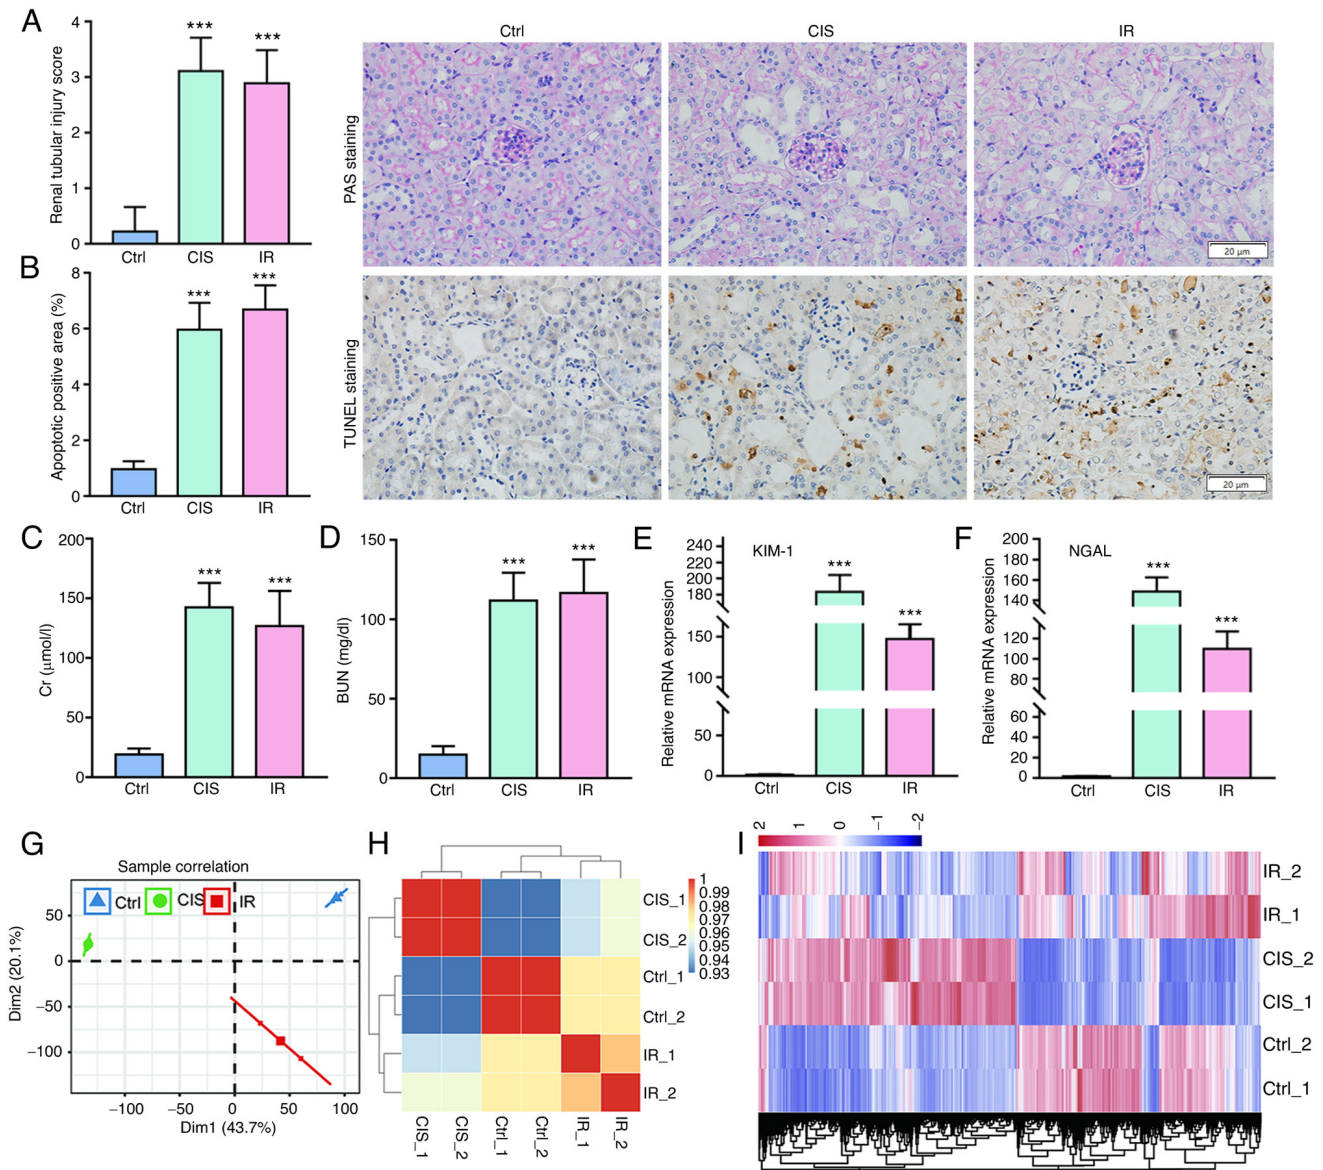 A
Renal tubular injury score
4
3
2
1
0
***
***
Ctrl
CIS
IR
Ctrl
CIS
IR
PAS staining
20 μm
B
Apoptotic positive area (%)
8
6
4
2
0
***
***
Ctrl
CIS
IR
TUNEL staining
20 μm
C
Cr (μmol/l)
200
150
100
50
0
***
***
Ctrl
CIS
IR
D
BUN (mg/dl)
150
100
50
0
***
***
Ctrl
CIS
IR
E
KIM-1
Relative mRNA expression
240
220
200
180
150
100
50
0
***
***
Ctrl
CIS
IR
F
NGAL
Relative mRNA expression
200
180
160
140
120
100
80
60
40
20
0
***
***
Ctrl
CIS
IR
G
Sample correlation
Ctrl
CIS
IR
Dim2 (20.1%)
50
0
−50
−100
−100
−50
0
50
100
Dim1 (43.7%)
H
CIS_1
CIS_2
Ctrl_1
Ctrl_2
IR_1
IR_2
CIS_1
CIS_2
Ctrl_1
Ctrl_2
IR_1
IR_2
1
0.99
0.98
0.97
0.96
0.95
0.94
0.93
I
2
1
0
−1
−2
IR_2
IR_1
CIS_2
CIS_1
Ctrl_2
Ctrl_1